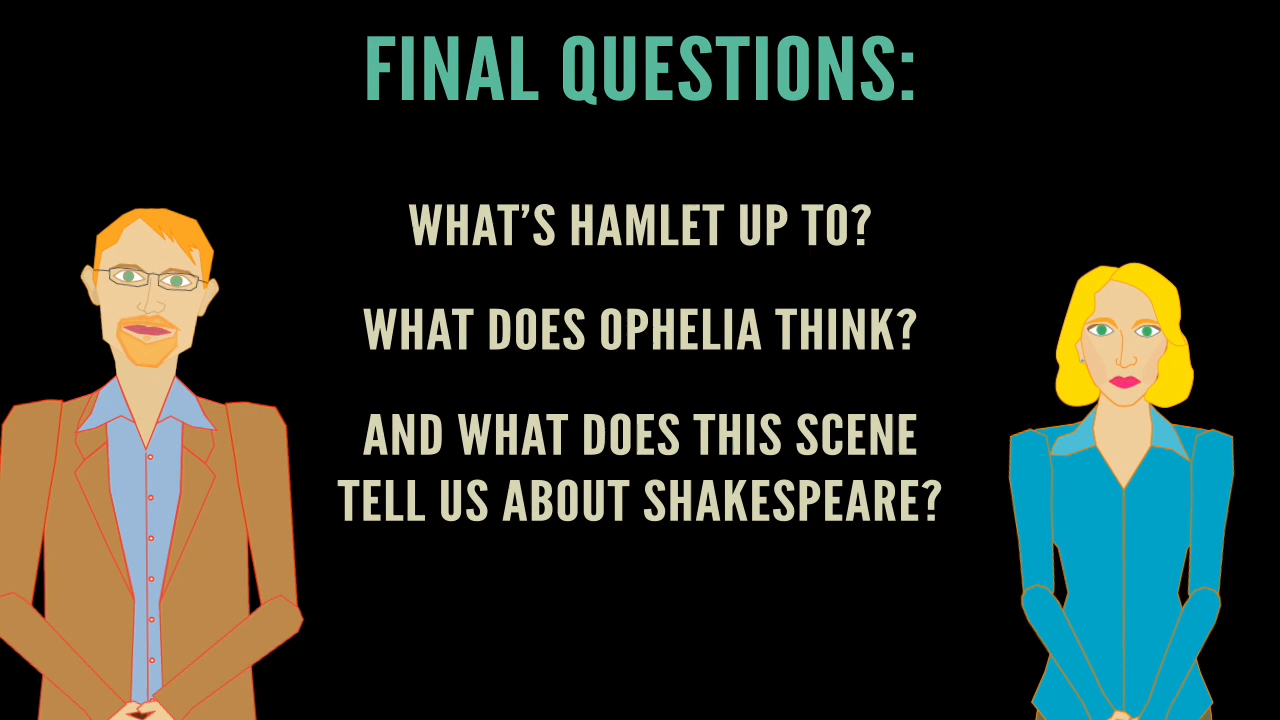 FINAL QUESTIONS:
WHAT’S HAMLET UP TO?
WHAT DOES OPHELIA THINK?
AND WHAT DOES THIS SCENE
TELL US ABOUT SHAKESPEARE?